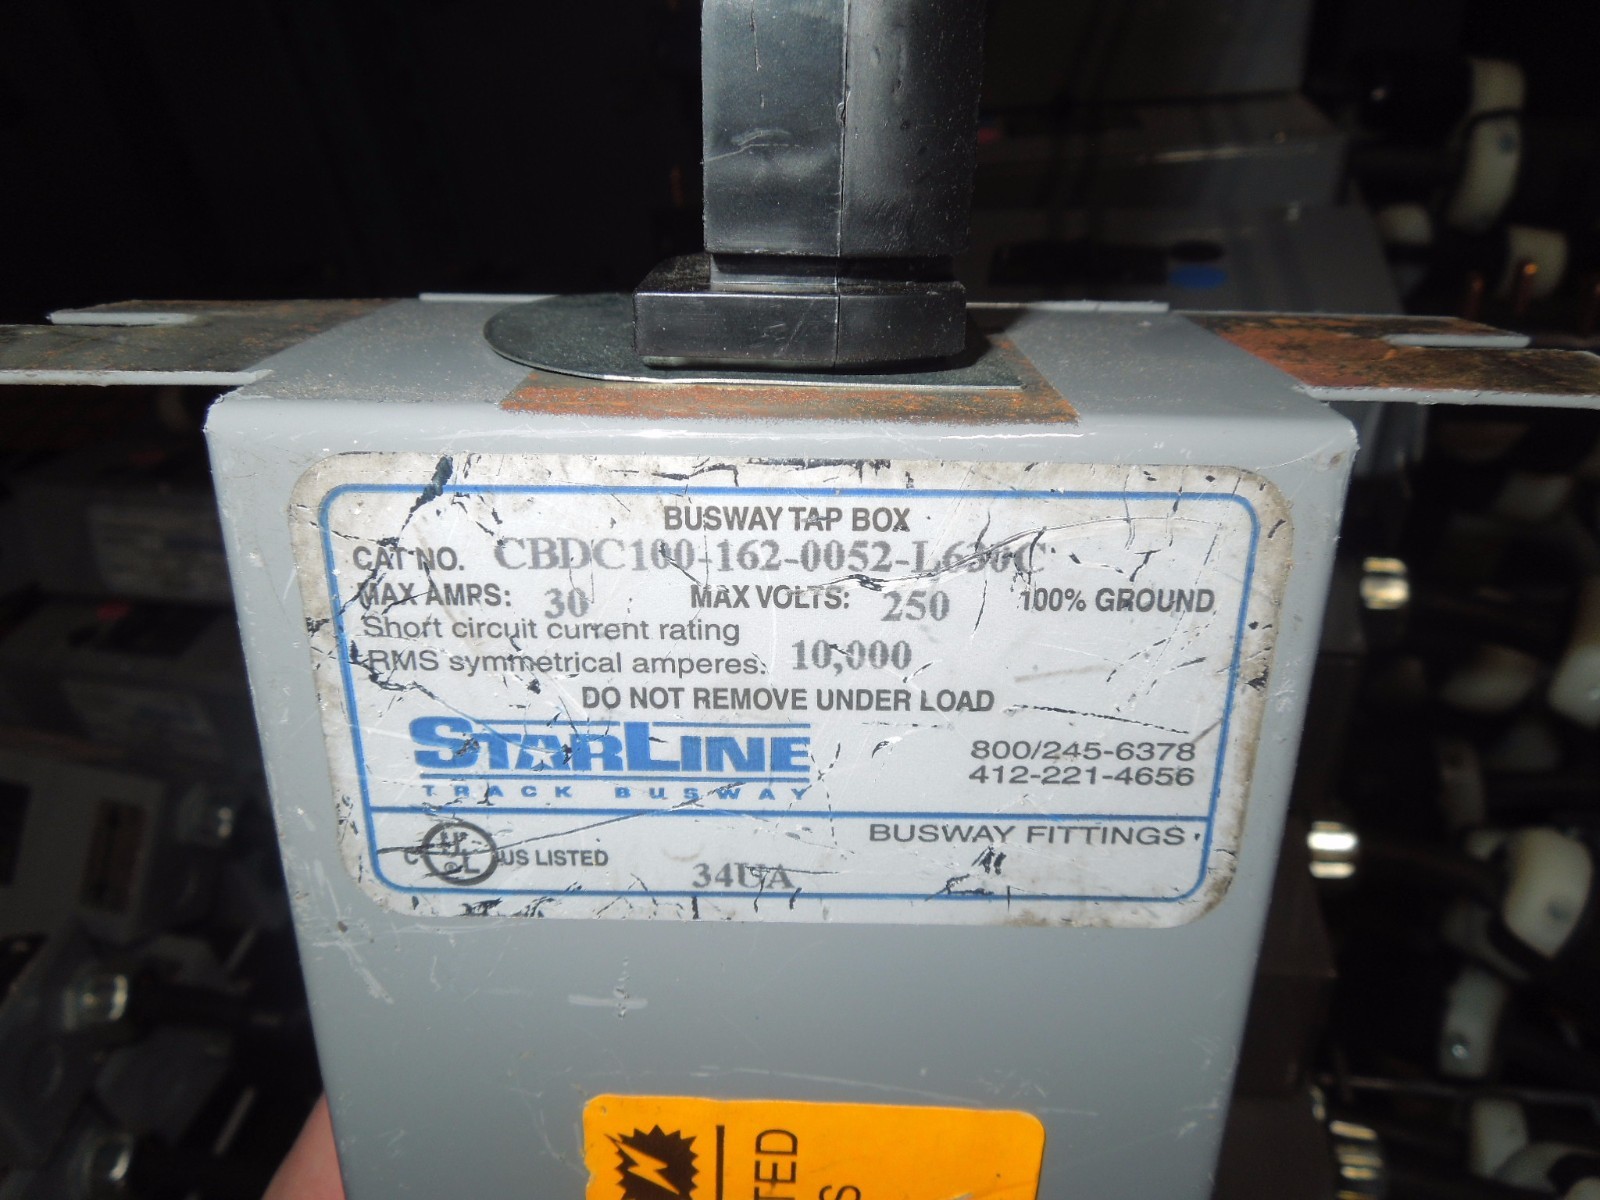 BUSWAY TAP BOX
CAT NO. CBDC100-162-0052-L630C
MAX AMPS: 30 MAX VOLTS: 250 100% GROUND
Short circuit current rating
RMS symmetrical amperes: 10,000
DO NOT REMOVE UNDER LOAD
STARLINE
TRACK BUSWAY
800/245-6378
412-221-4656
C UL US LISTED
34UA
BUSWAY FITTINGS